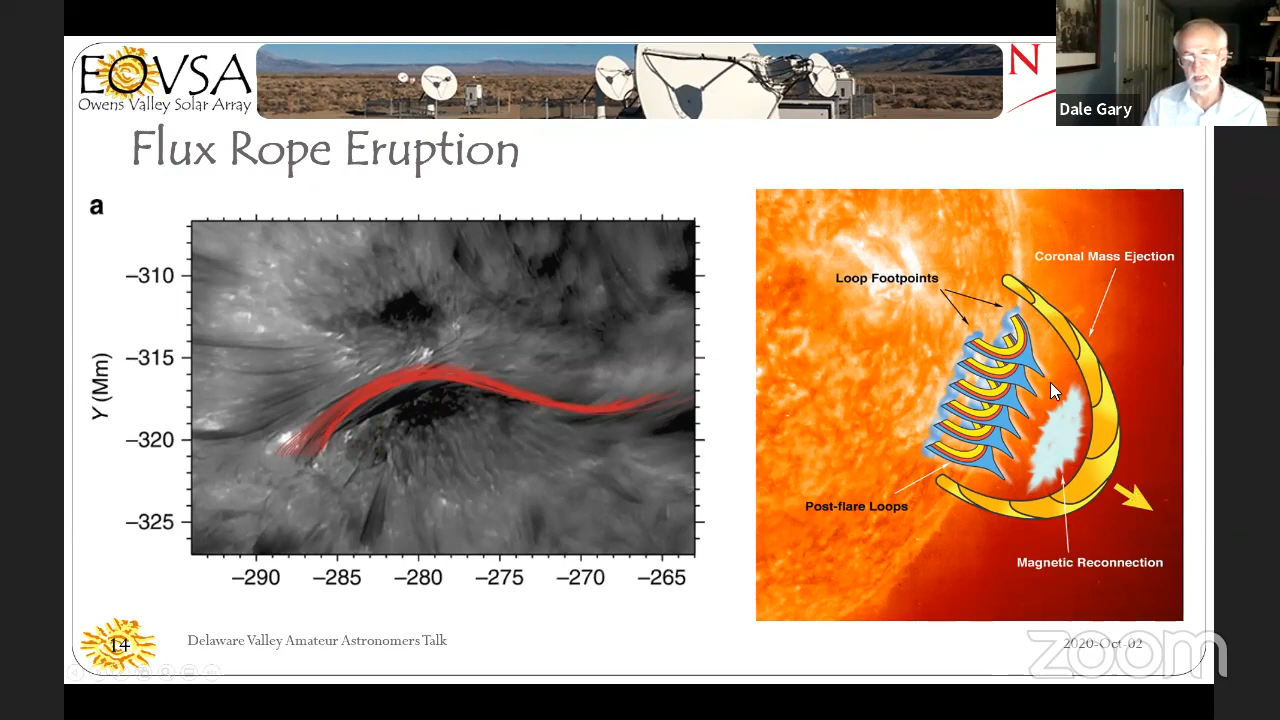 EOVSA
Owens Valley Solar Array
N
Dale Gary
Flux Rope Eruption
a
−310
−315
−320
−325
Y (Mm)
−290 −285 −280 −275 −270 −265
Coronal Mass Ejection
Loop Footpoints
Post-flare Loops
Magnetic Reconnection
14
Delaware Valley Amateur Astronomers Talk
2020-Oct-02
zoom